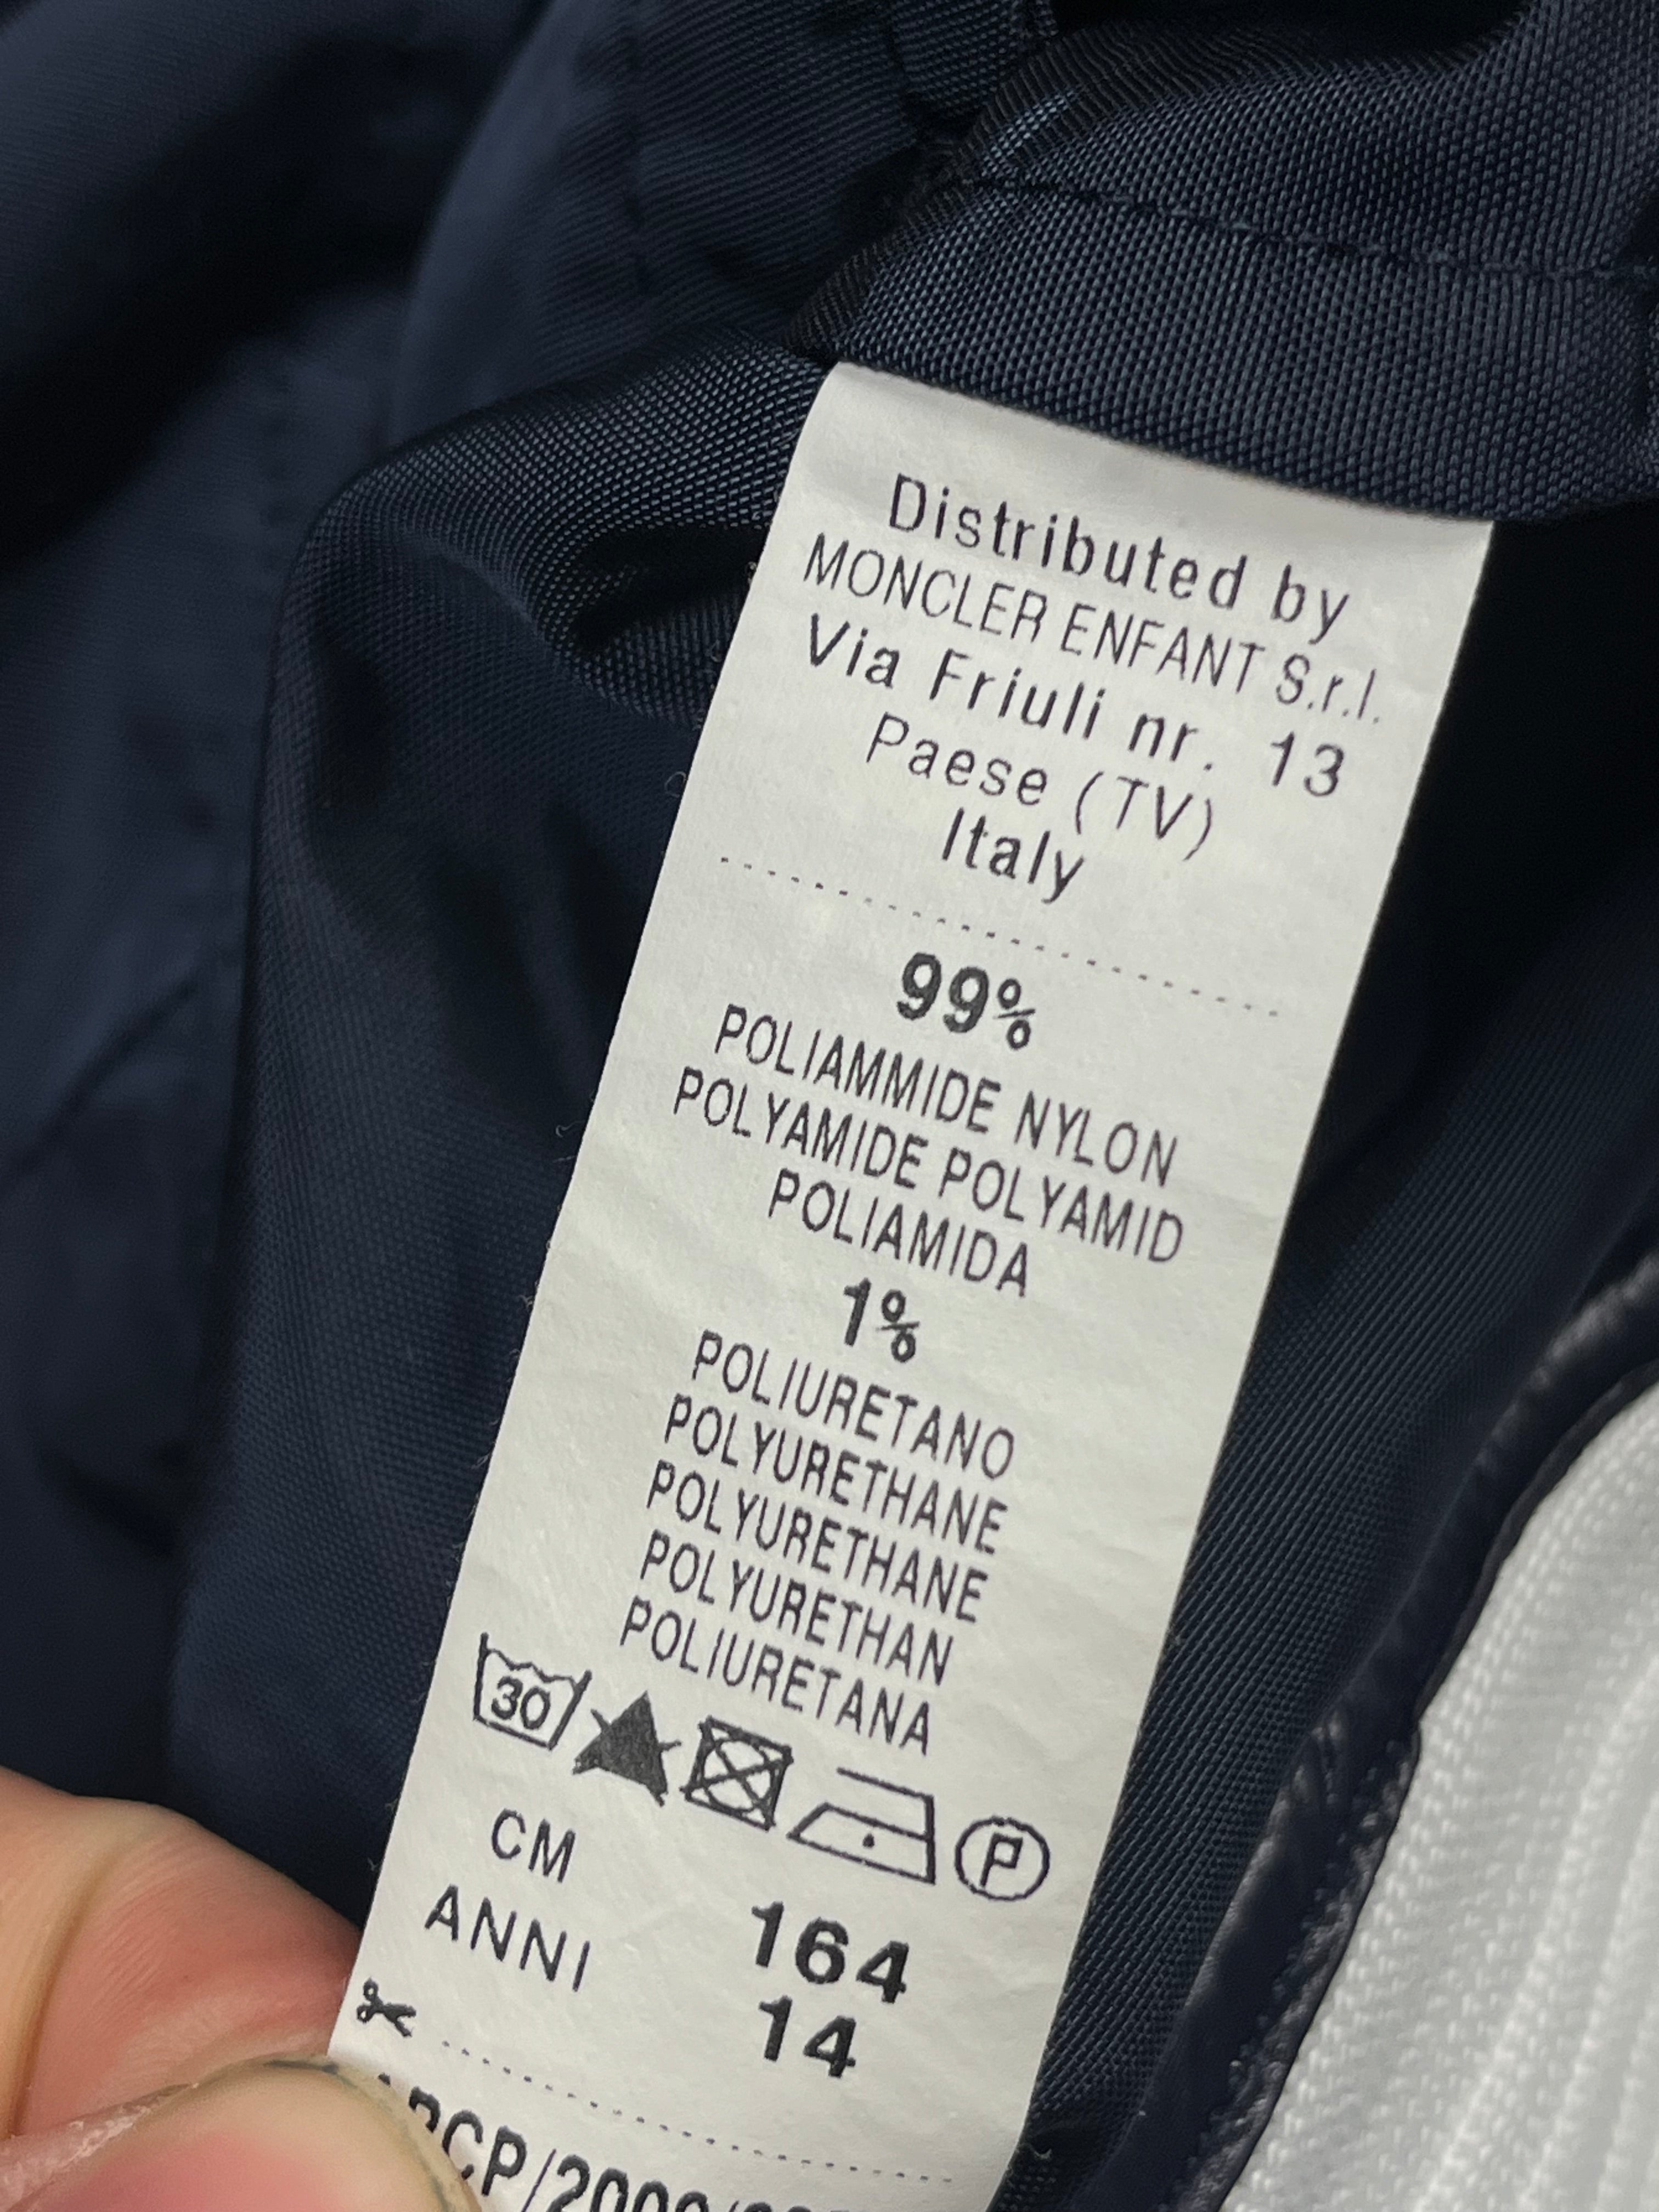 Distributed by
MONCLER ENFANT S.r.l.
Via Friuli nr. 13
Paese (TV)
Italy
99%
POLIAMMIDE NYLON
POLYAMIDE POLYAMID
POLIAMIDA
1%
POLIURETANO
POLYURETHANE
POLYURETHANE
POLYURETHAN
POLIURETANA
30
P
CM 164
ANNI 14